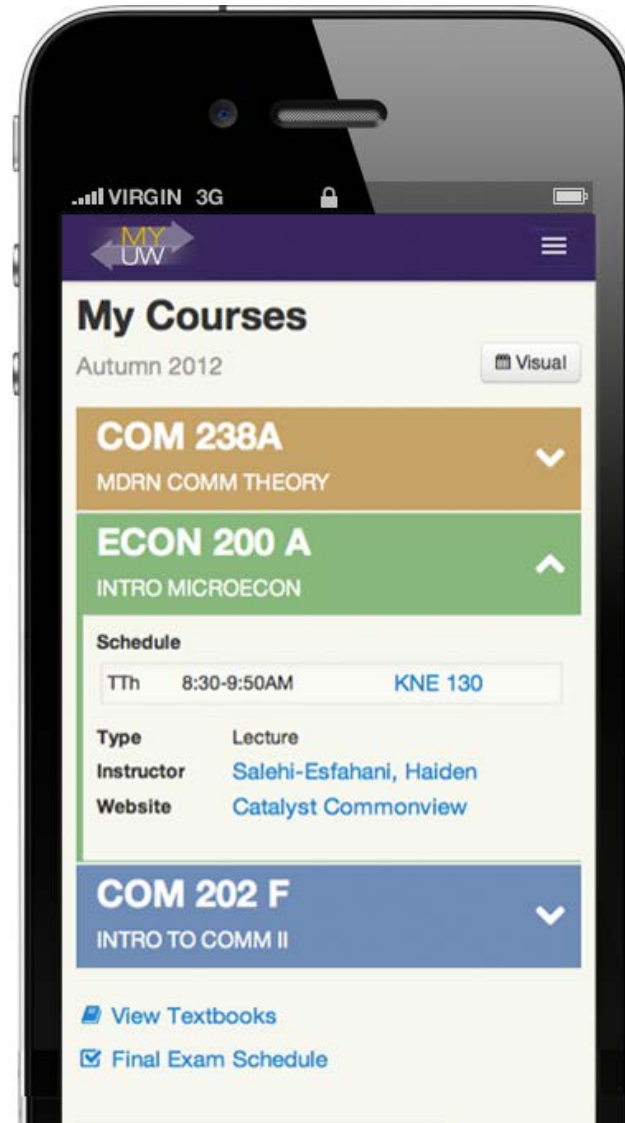 VIRGIN 3G
MY
UW
My Courses
Autumn 2012
Visual
COM 238A
MDRN COMM THEORY
ECON 200 A
INTRO MICROECON
Schedule
TTh 8:30-9:50AM KNE 130
Type Lecture
Instructor Salehi-Esfahani, Haiden
Website Catalyst Commonview
COM 202 F
INTRO TO COMM II
View Textbooks
Final Exam Schedule